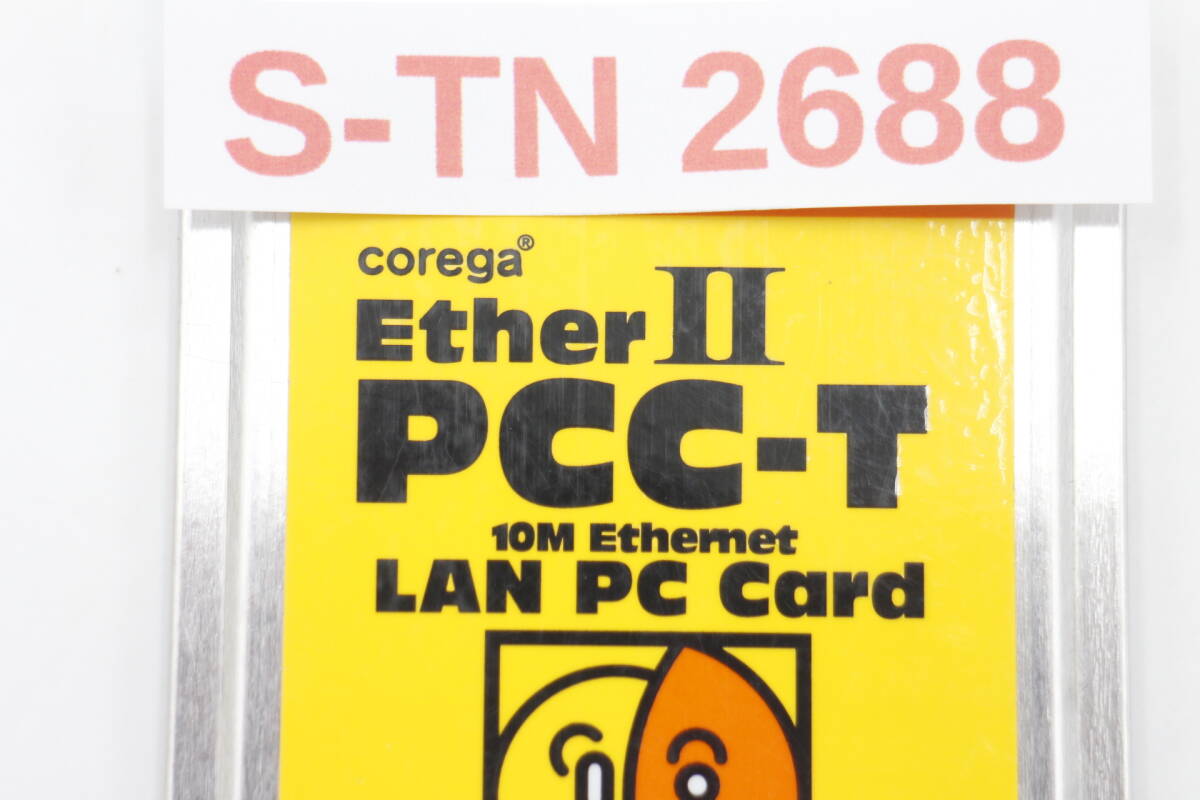 S-TN 2688
corega®
Ether II
PCC-T
10M Ethernet
LAN PC Card